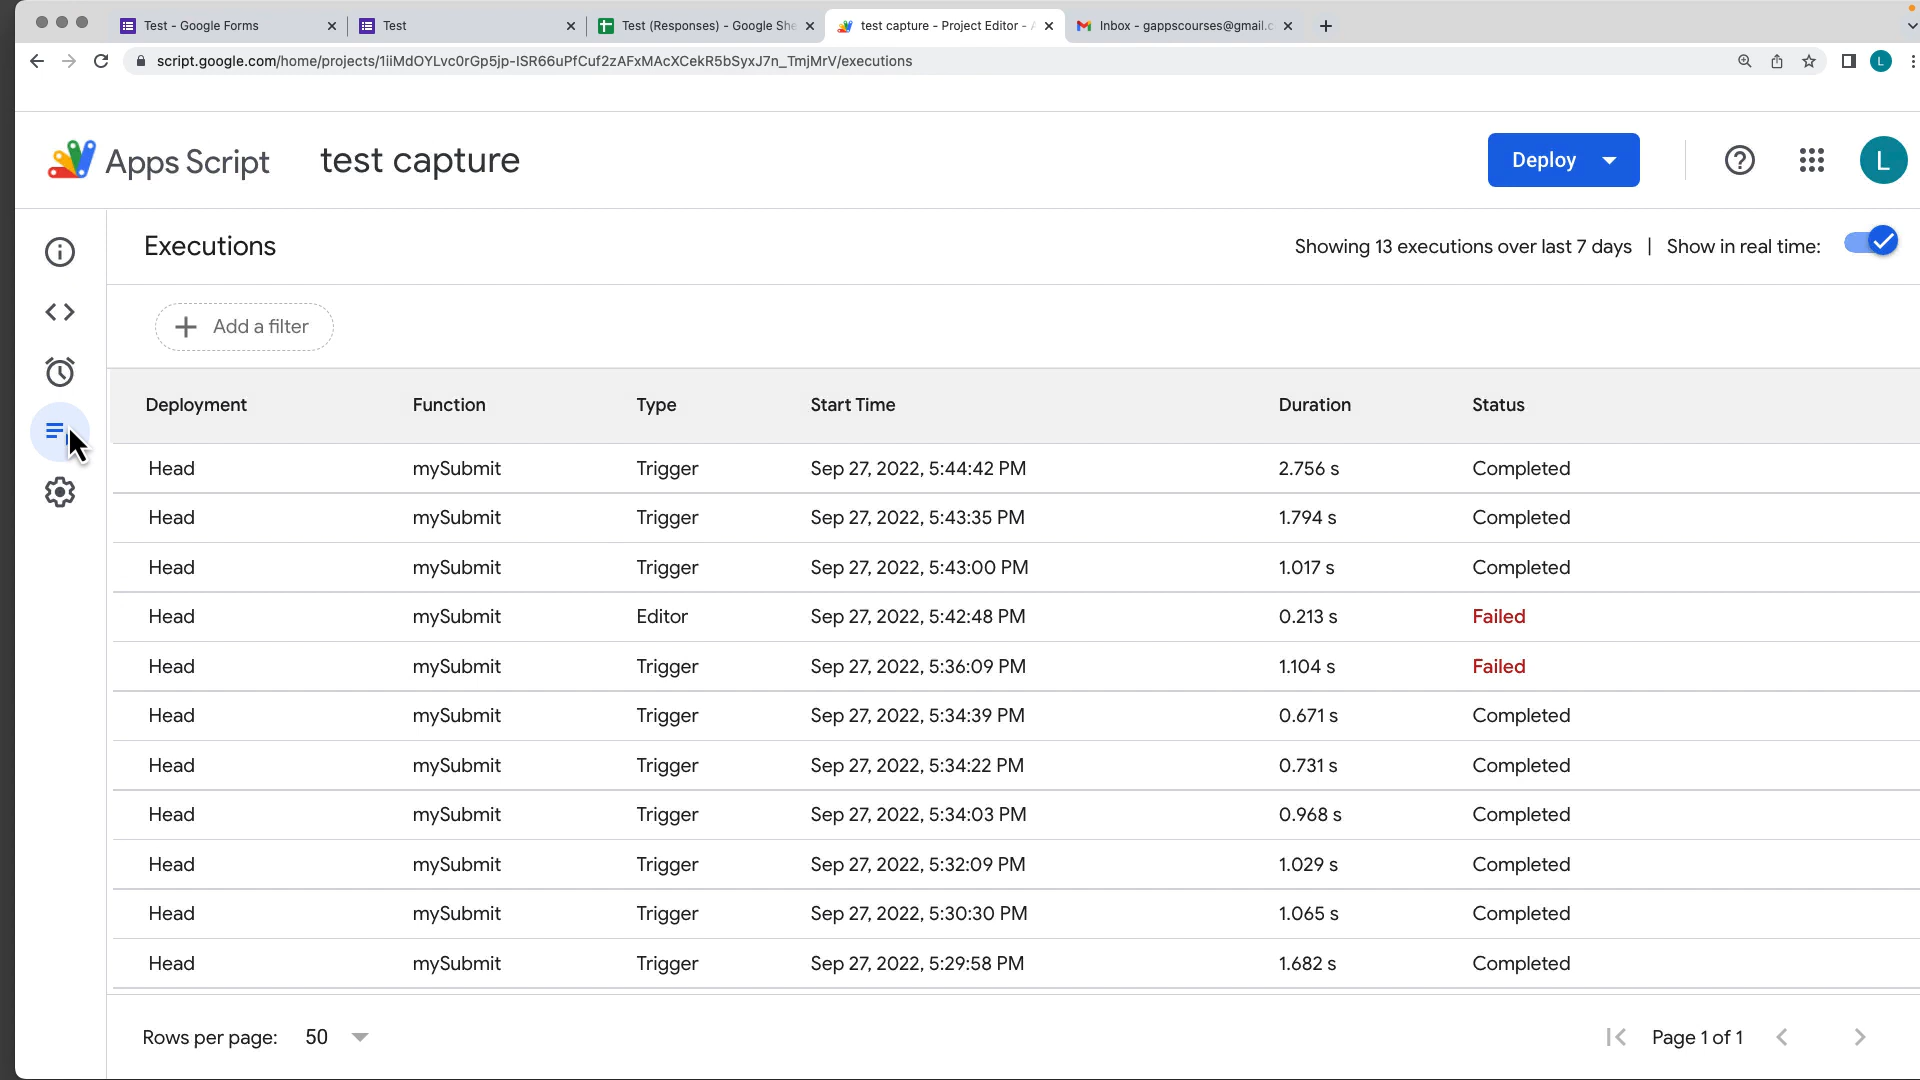 Test - Google Forms
Test
Test (Responses) - Google She
test capture - Project Editor - A
Inbox - gappscourses@gmail.c
script.google.com/home/projects/1iiMdOYLvc0rGp5jp-ISR66uPfCuf2zAFxMAcXCekR5bSyxJ7n_TmjMrV/executions
L
Apps Script
test capture
Deploy
L
Executions
Showing 13 executions over last 7 days | Show in real time:
Add a filter
Deployment Function Type Start Time Duration Status
Head mySubmit Trigger Sep 27, 2022, 5:44:42 PM 2.756 s Completed
Head mySubmit Trigger Sep 27, 2022, 5:43:35 PM 1.794 s Completed
Head mySubmit Trigger Sep 27, 2022, 5:43:00 PM 1.017 s Completed
Head mySubmit Editor Sep 27, 2022, 5:42:48 PM 0.213 s Failed
Head mySubmit Trigger Sep 27, 2022, 5:36:09 PM 1.104 s Failed
Head mySubmit Trigger Sep 27, 2022, 5:34:39 PM 0.671 s Completed
Head mySubmit Trigger Sep 27, 2022, 5:34:22 PM 0.731 s Completed
Head mySubmit Trigger Sep 27, 2022, 5:34:03 PM 0.968 s Completed
Head mySubmit Trigger Sep 27, 2022, 5:32:09 PM 1.029 s Completed
Head mySubmit Trigger Sep 27, 2022, 5:30:30 PM 1.065 s Completed
Head mySubmit Trigger Sep 27, 2022, 5:29:58 PM 1.682 s Completed
Rows per page: 50
Page 1 of 1